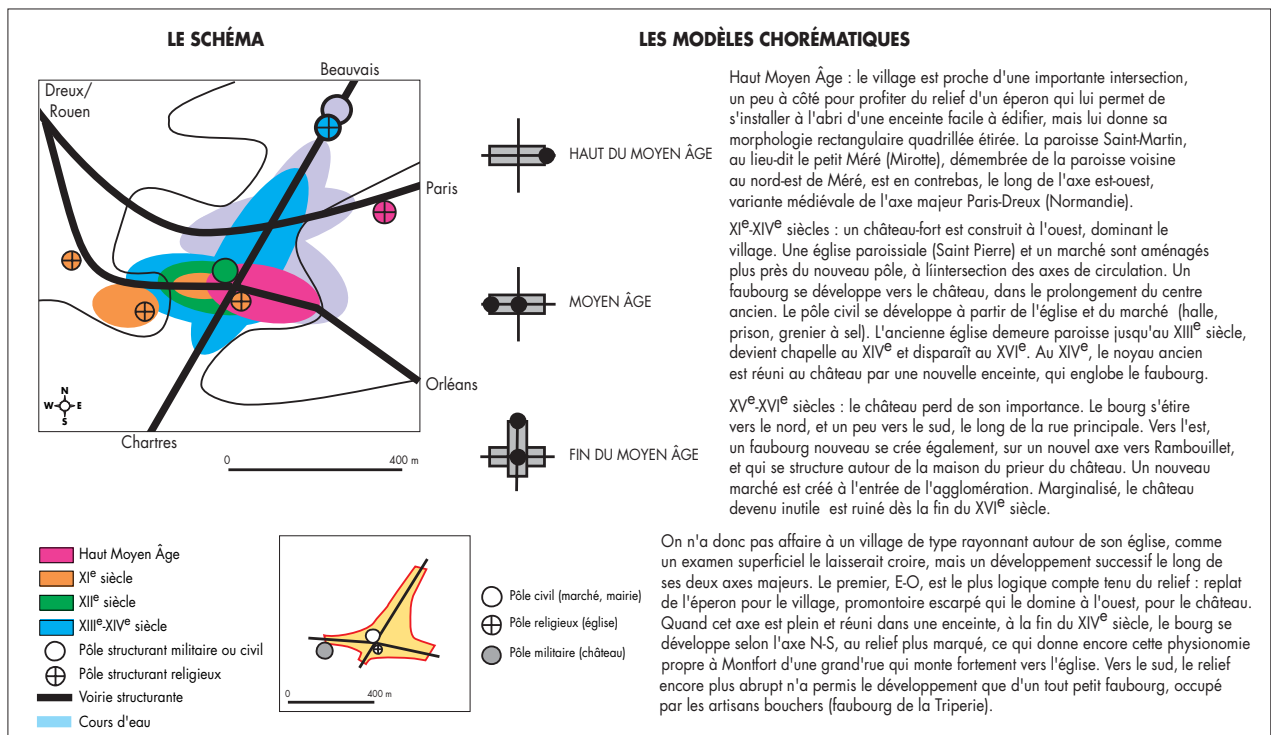 LE SCHÉMA
Beauvais
Dreux/
Rouen
Paris
Orléans
Chartres
N
W
E
S
0
400 m
Haut Moyen Âge
XIe siècle
XIIe siècle
XIIIe-XIVe siècle
Pôle structurant militaire ou civil
Pôle structurant religieux
Voirie structurante
Cours d'eau
0
400 m
Pôle civil (marché, mairie)
Pôle religieux (église)
Pôle militaire (château)
LES MODÈLES CHORÉMATIQUES
HAUT DU MOYEN ÂGE
MOYEN ÂGE
FIN DU MOYEN ÂGE
Haut Moyen Âge : le village est proche d'une importante intersection,
un peu à côté pour profiter du relief d'un éperon qui lui permet de
s'installer à l'abri d'une enceinte facile à édifier, mais lui donne sa
morphologie rectangulaire quadrillée étirée. La paroisse Saint-Martin,
au lieu-dit le petit Méré (Mirotte), démembrée de la paroisse voisine
au nord-est de Méré, est en contrebas, le long de l'axe est-ouest,
variante médiévale de l'axe majeur Paris-Dreux (Normandie).
XIe-XIVe siècles : un château-fort est construit à l'ouest, dominant le
village. Une église paroissiale (Saint Pierre) et un marché sont aménagés
plus près du nouveau pôle, à líintersection des axes de circulation. Un
faubourg se développe vers le château, dans le prolongement du centre
ancien. Le pôle civil se développe à partir de l'église et du marché (halle,
prison, grenier à sel). L'ancienne église demeure paroisse jusqu'au XIIIe siècle,
devient chapelle au XIVe et disparaît au XVIe. Au XIVe, le noyau ancien
est réuni au château par une nouvelle enceinte, qui englobe le faubourg.
XVe-XVIe siècles : le château perd de son importance. Le bourg s'étire
vers le nord, et un peu vers le sud, le long de la rue principale. Vers l'est,
un faubourg nouveau se crée également, sur un nouvel axe vers Rambouillet,
et qui se structure autour de la maison du prieur du château. Un nouveau
marché est créé à l'entrée de l'agglomération. Marginalisé, le château
devenu inutile est ruiné dès la fin du XVIe siècle.
On n'a donc pas affaire à un village de type rayonnant autour de son église, comme
un examen superficiel le laisserait croire, mais un développement successif le long de
ses deux axes majeurs. Le premier, E-O, est le plus logique compte tenu du relief : replat
de l'éperon pour le village, promontoire escarpé qui le domine à l'ouest, pour le château.
Quand cet axe est plein et réuni dans une enceinte, à la fin du XIVe siècle, le bourg se
développe selon l'axe N-S, au relief plus marqué, ce qui donne encore cette physionomie
propre à Montfort d'une grand'rue qui monte fortement vers l'église. Vers le sud, le relief
encore plus abrupt n'a permis le développement que d'un tout petit faubourg, occupé
par les artisans bouchers (faubourg de la Triperie).